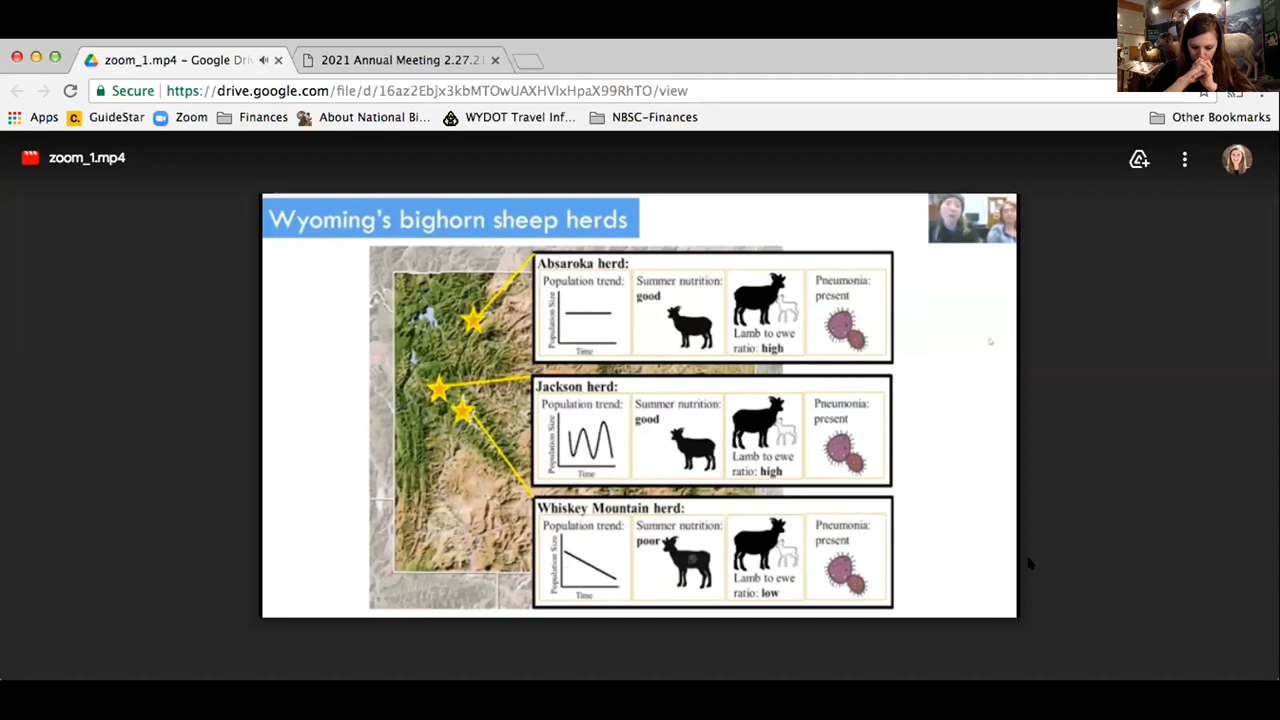 zoom_1.mp4 - Google Dri
2021 Annual Meeting 2.27.21
Secure
https://drive.google.com/file/d/16az2Ebjx3kbMTOwUAXHVlxHpaX99RhTO/view
Apps
GuideStar
Zoom
Finances
About National Bi...
WYDOT Travel Inf...
NBSC-Finances
Other Bookmarks
zoom_1.mp4
Wyoming's bighorn sheep herds
Absaroka herd:
Population trend:
Population Size
Time
Summer nutrition:
good
Lamb to ewe
ratio: high
Pneumonia:
present
Jackson herd:
Population trend:
Population Size
Time
Summer nutrition:
good
Lamb to ewe
ratio: high
Pneumonia:
present
Whiskey Mountain herd:
Population trend:
Population Size
Time
Summer nutrition:
poor
Lamb to ewe
ratio: low
Pneumonia:
present